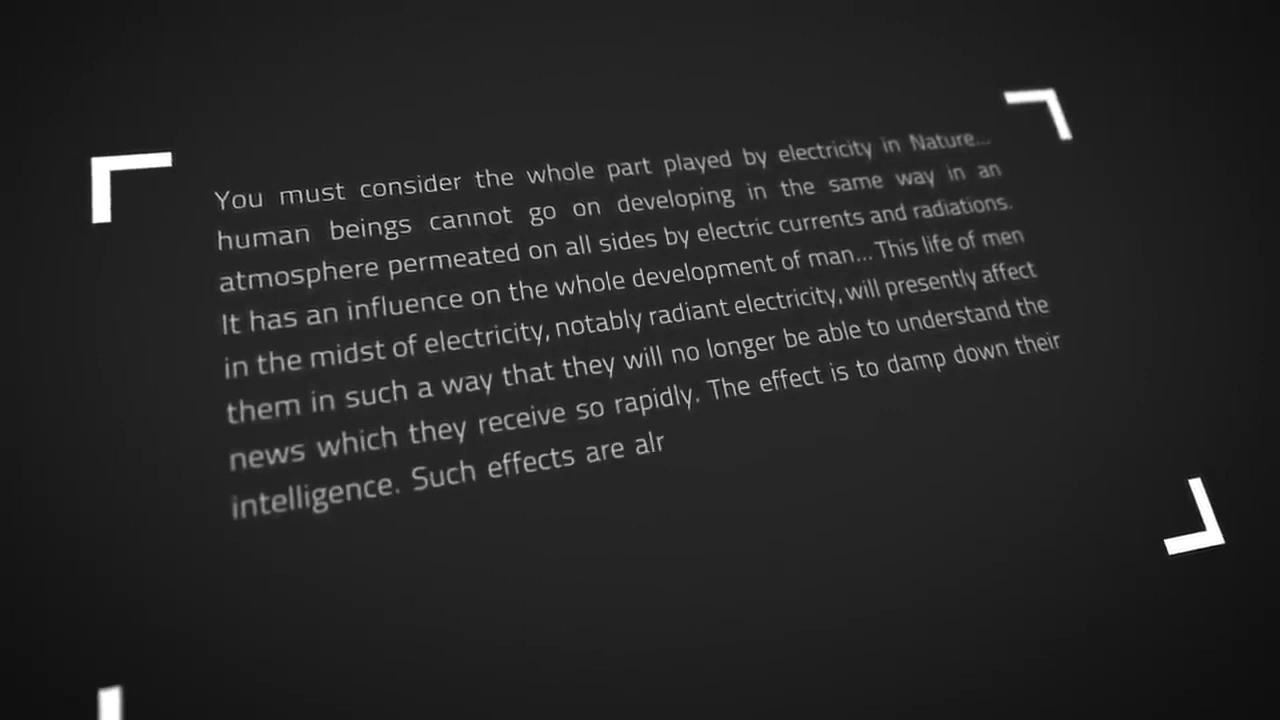 You must consider the whole part played by electricity in Nature...
human beings cannot go on developing in the same way in an
atmosphere permeated on all sides by electric currents and radiations.
It has an influence on the whole development of man... This life of men
in the midst of electricity, notably radiant electricity, will presently affect
them in such a way that they will no longer be able to understand the
news which they receive so rapidly. The effect is to damp down their
intelligence. Such effects are alr